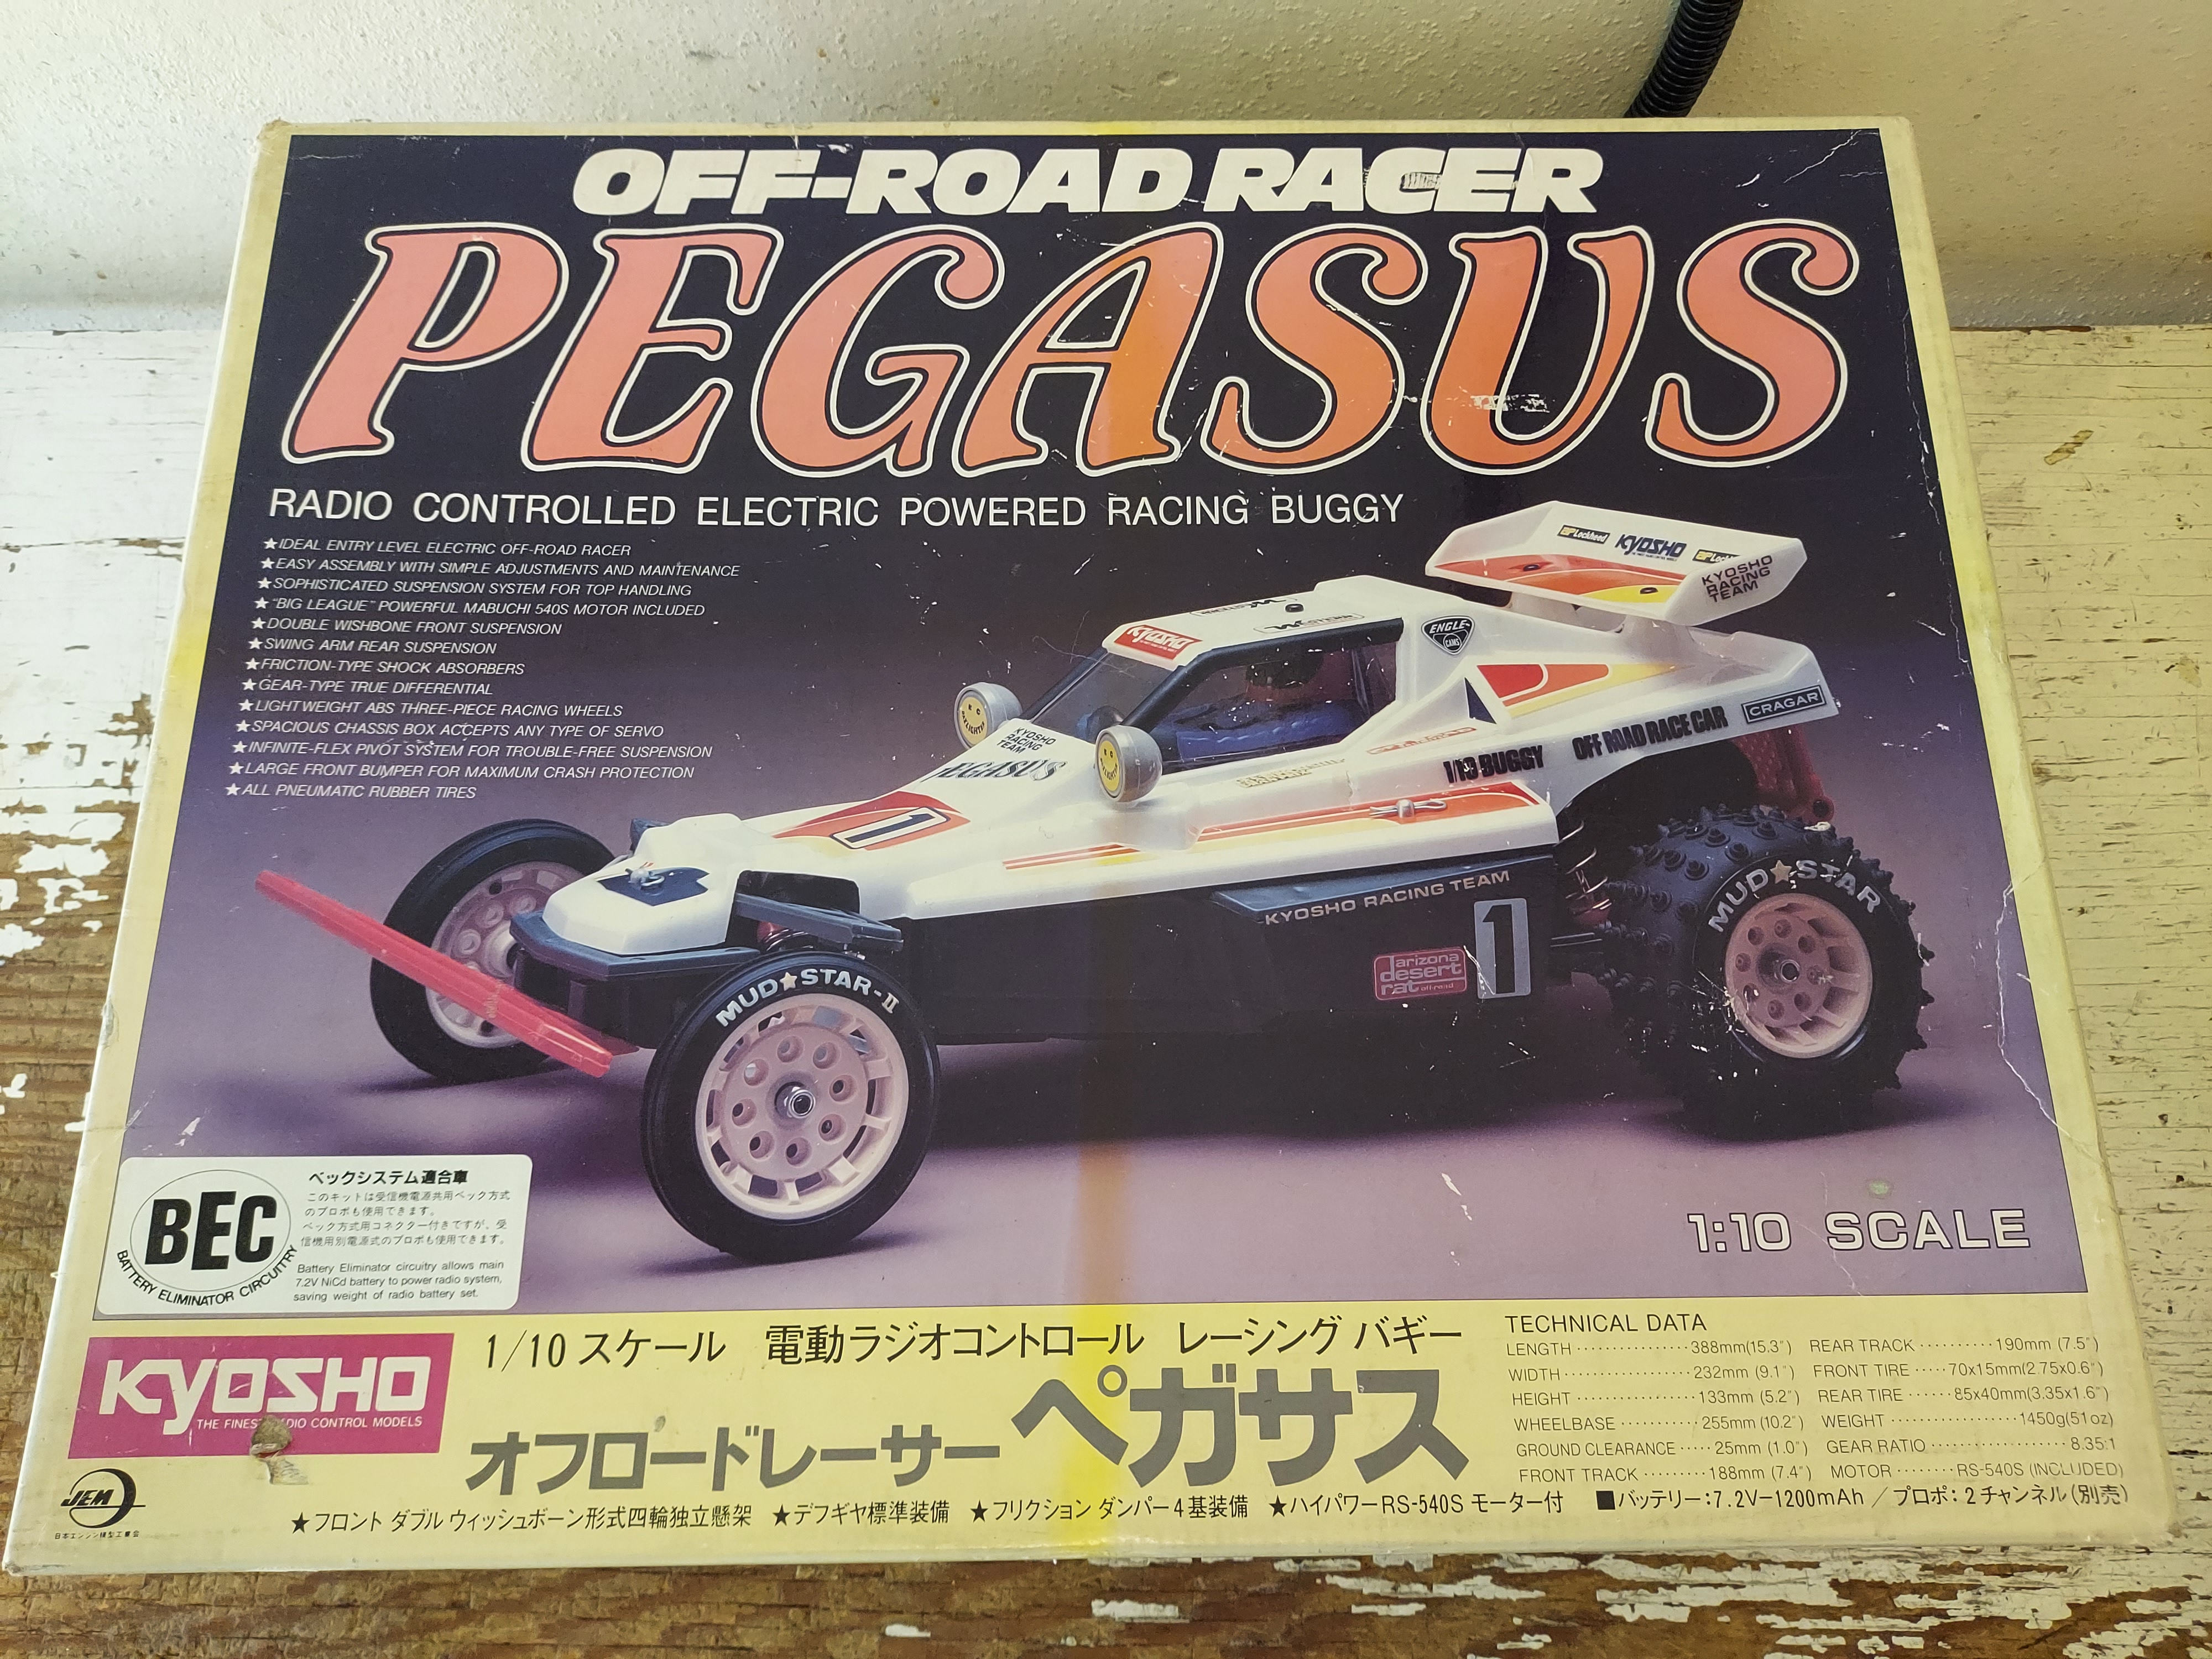 OFF-ROAD RACER
PEGASUS
RADIO CONTROLLED ELECTRIC POWERED RACING BUGGY
★IDEAL ENTRY LEVEL ELECTRIC OFF-ROAD RACER
★EASY ASSEMBLY WITH SIMPLE ADJUSTMENTS AND MAINTENANCE
★SOPHISTICATED SUSPENSION SYSTEM FOR TOP HANDLING
★"BIG LEAGUE" POWERFUL MABUCHI 540S MOTOR INCLUDED
★DOUBLE WISHBONE FRONT SUSPENSION
★SWING ARM REAR SUSPENSION
★FRICTION-TYPE SHOCK ABSORBERS
★GEAR-TYPE TRUE DIFFERENTIAL
★LIGHTWEIGHT ABS THREE-PIECE RACING WHEELS
★SPACIOUS CHASSIS BOX ACCEPTS ANY TYPE OF SERVO
★INFINITE-FLEX PIVOT SYSTEM FOR TROUBLE-FREE SUSPENSION
★LARGE FRONT BUMPER FOR MAXIMUM CRASH PROTECTION
★ALL PNEUMATIC RUBBER TIRES
Lockheed
KYOSHO
KYOSHO
RACING
TEAM
KYOSHO
ENGLE
CAMS
CRAGAR
KYOSHO
RACING
TEAM
PEGASUS
1/10 BUGGY OFF ROAD RACE CAR
1
KYOSHO RACING TEAM
1
arizona
desert
rat off-road
MUD★STAR
MUD★STAR-II
1:10 SCALE
BEC
BATTERY ELIMINATOR CIRCUITRY
ベックシステム適合車
このキットは受信機電源共用ベック方式
のプロポも使用できます。
ベック方式用コネクター付きですが、受
信機用別電源式のプロポも使用できます。
Battery Eliminator circuitry allows main
7.2V NiCd battery to power radio system,
saving weight of radio battery set.
KYOSHO
THE FINEST RADIO CONTROL MODELS
JEM
日本エンジン模型工業会
1/10 スケール 電動ラジオコントロール レーシング バギー
オフロードレーサー ペガサス
TECHNICAL DATA
LENGTH 388mm(15.3")
WIDTH 232mm (9.1")
HEIGHT 133mm (5.2")
WHEELBASE 255mm (10.2")
GROUND CLEARANCE 25mm (1.0")
FRONT TRACK 188mm (7.4")
REAR TRACK 190mm (7.5")
FRONT TIRE 70x15mm(2.75x0.6")
REAR TIRE 85x40mm(3.35x1.6")
WEIGHT 1450g(51oz)
GEAR RATIO 8.35:1
MOTOR RS-540S (INCLUDED)
★フロント ダブル ウィッシュボーン形式四輪独立懸架 ★デフギヤ標準装備 ★フリクション ダンパー4基装備 ★ハイパワーRS-540S モーター付 ■バッテリー：7.2V−1200mAh／プロポ：2チャンネル(別売)